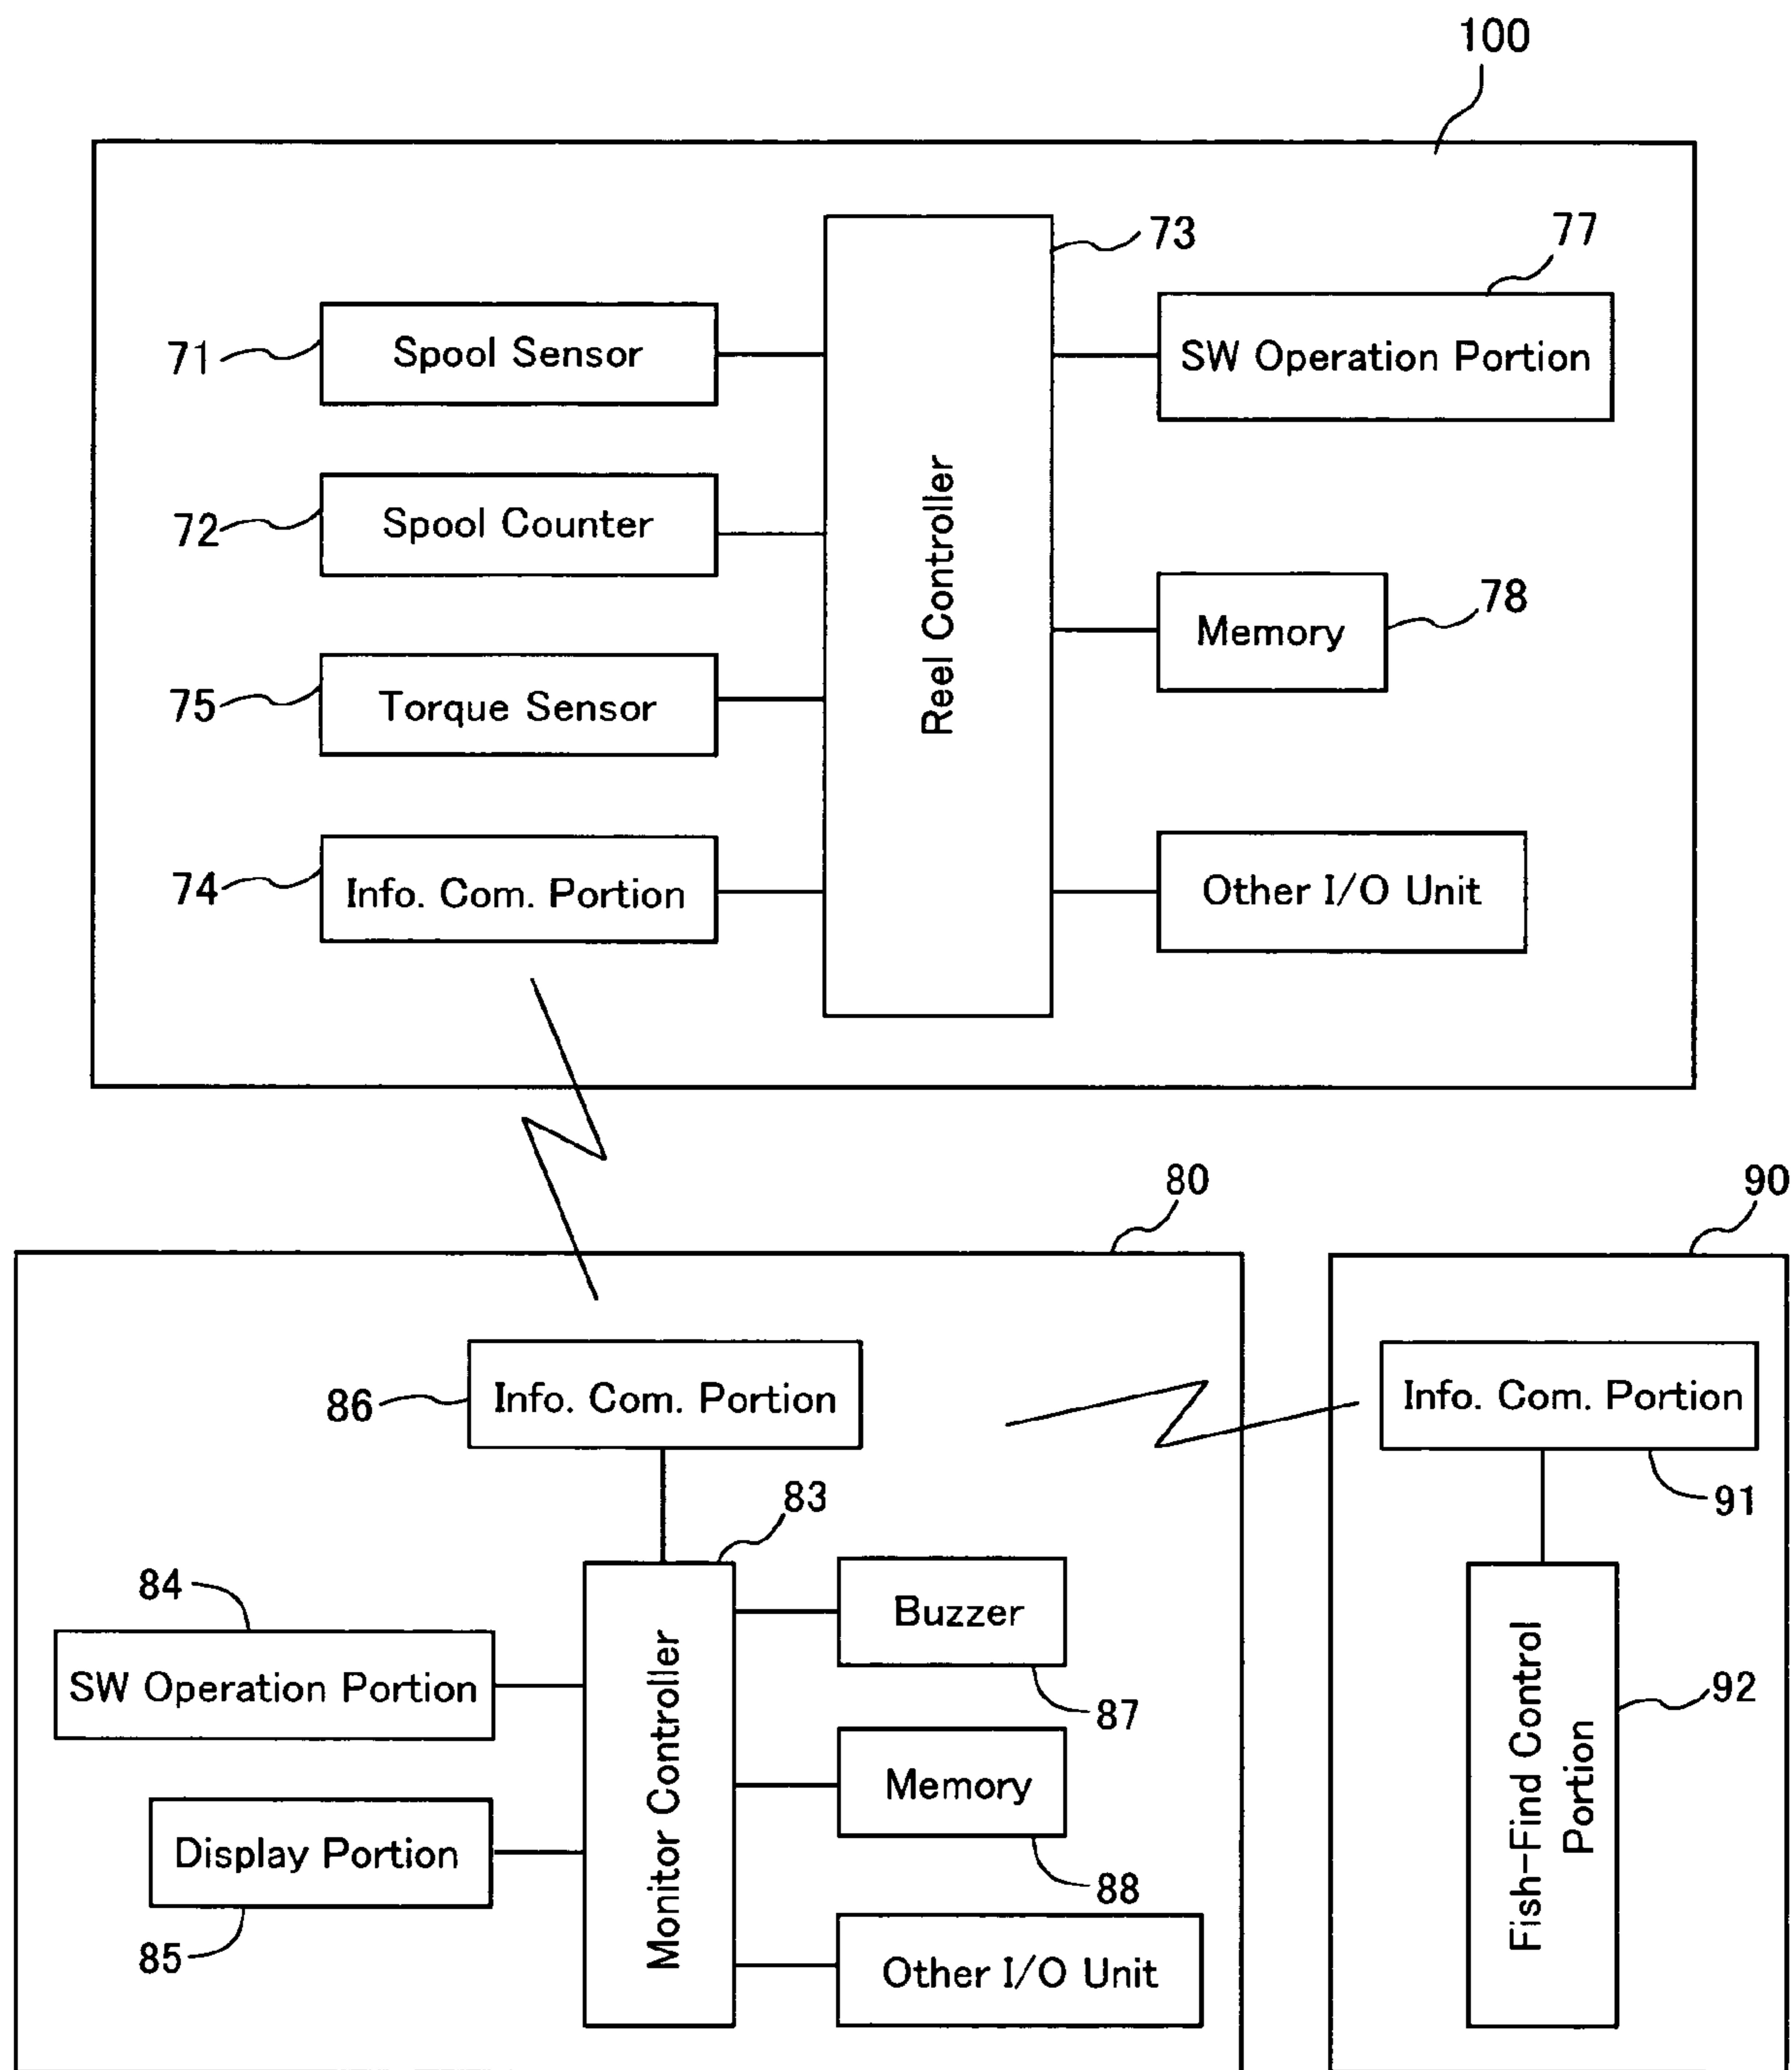 100
73
77
71
Spool Sensor
SW Operation Portion
72
Spool Counter
Reel Controller
Memory
78
75
Torque Sensor
74
Info. Com. Portion
Other I/O Unit
80
90
86
Info. Com. Portion
Info. Com. Portion
91
83
84
Buzzer
SW Operation Portion
87
Monitor Controller
Fish-Find Control
Portion
92
Memory
Display Portion
88
85
Other I/O Unit